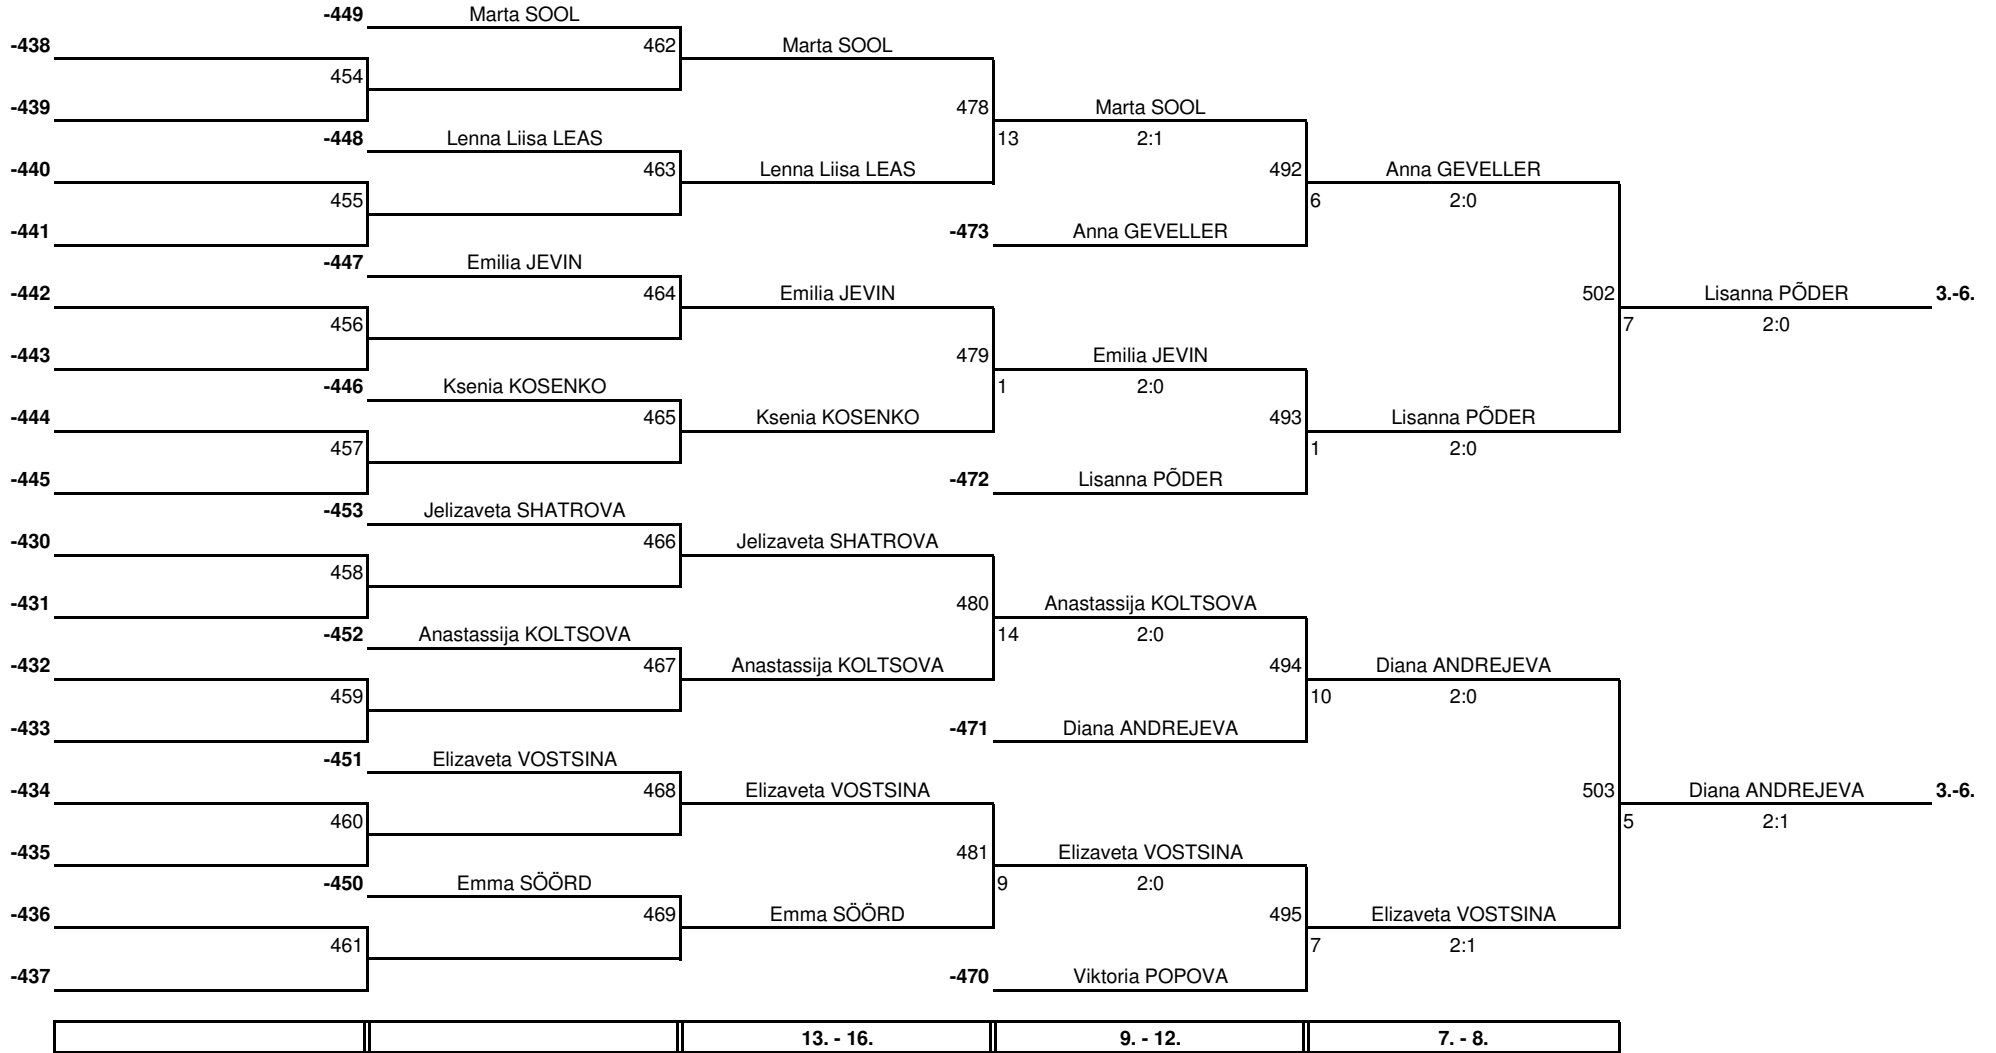 -449 Marta SOOL
-438 462 Marta SOOL
454
-439 478 Marta SOOL
-448 Lenna Liisa LEAS 13 2:1
-440 463 Lenna Liisa LEAS 492 Anna GEVELLER
455 6 2:0
-441 -473 Anna GEVELLER
-447 Emilia JEVIN
-442 464 Emilia JEVIN 502 Lisanna PÕDER 3.-6.
456 7 2:0
-443 479 Emilia JEVIN
-446 Ksenia KOSENKO 1 2:0
-444 465 Ksenia KOSENKO 493 Lisanna PÕDER
457 1 2:0
-445 -472 Lisanna PÕDER
-453 Jelizaveta SHATROVA
-430 466 Jelizaveta SHATROVA
458
-431 480 Anastassija KOLTSOVA
-452 Anastassija KOLTSOVA 14 2:0
-432 467 Anastassija KOLTSOVA 494 Diana ANDREJEVA
459 10 2:0
-433 -471 Diana ANDREJEVA
-451 Elizaveta VOSTSINA
-434 468 Elizaveta VOSTSINA 503 Diana ANDREJEVA 3.-6.
460 5 2:1
-435 481 Elizaveta VOSTSINA
-450 Emma SÖÖRD 9 2:0
-436 469 Emma SÖÖRD 495 Elizaveta VOSTSINA
461 7 2:1
-437 -470 Viktoria POPOVA
13. - 16. 9. - 12. 7. - 8.